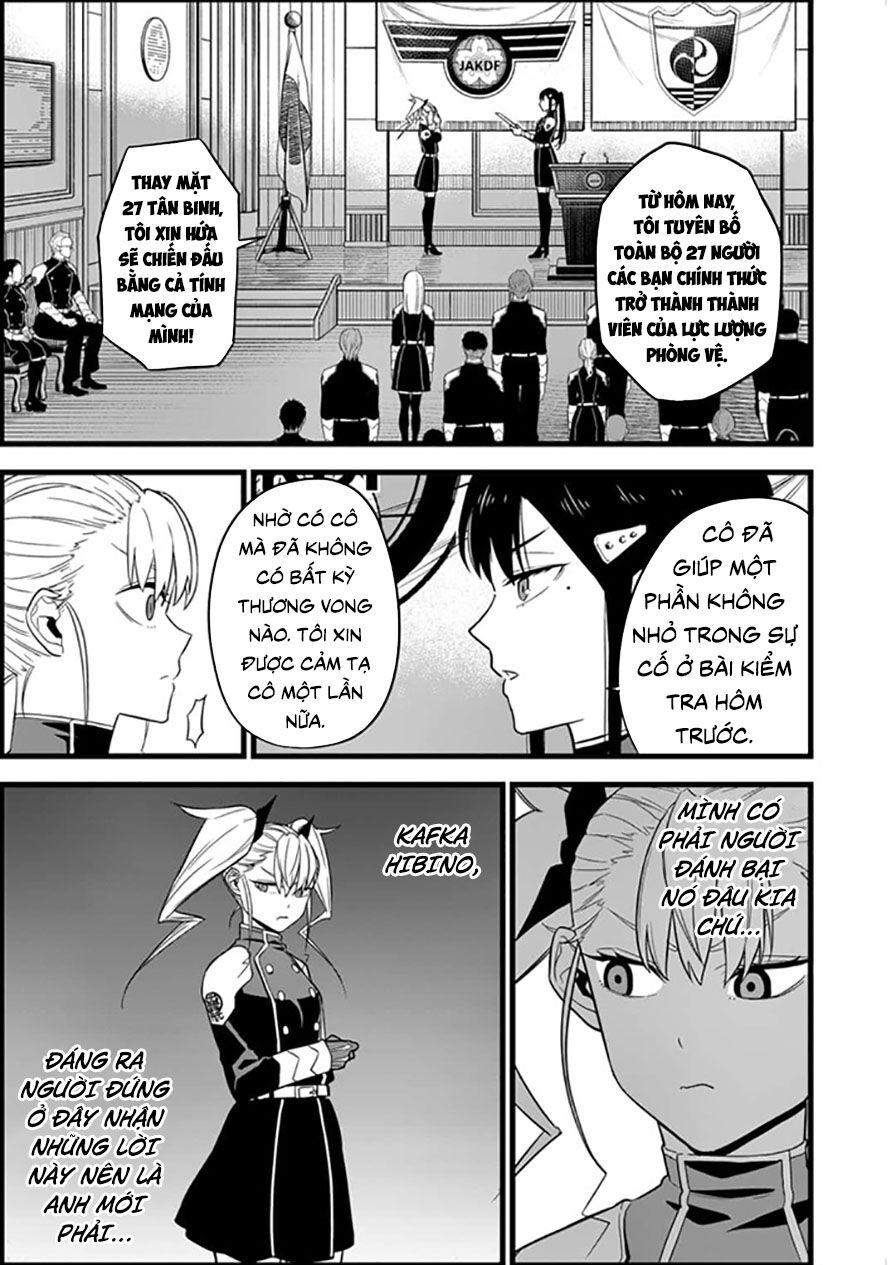 JAKDF
TỪ HÔM NAY,
TÔI TUYÊN BỐ
TOÀN BỘ 27 NGƯỜI
CÁC BẠN CHÍNH THỨC
TRỞ THÀNH THÀNH
VIÊN CỦA LỰC LƯỢNG
PHÒNG VỆ.
THAY MẶT
27 TÂN BINH,
TÔI XIN HỨA
SẼ CHIẾN ĐẤU
BẰNG CẢ TÍNH
MẠNG CỦA
MÌNH!
CÔ ĐÃ
GIÚP MỘT
PHẦN KHÔNG
NHỎ TRONG SỰ
CỐ Ở BÀI KIỂM
TRA HÔM
TRƯỚC.
NHỜ CÓ CÔ
MÀ ĐÃ KHÔNG
CÓ BẤT KỲ
THƯƠNG VONG
NÀO. TÔI XIN
ĐƯỢC CẢM TẠ
CÔ MỘT LẦN
NỮA.
MÌNH CÓ
PHẢI NGƯỜI
ĐÁNH BẠI
NÓ ĐÂU KIA
CHỨ...
KAFKA
HIBINO,
ĐÁNG RA
NGƯỜI ĐỨNG
Ở ĐÂY NHẬN
NHỮNG LỜI
NÀY NÊN LÀ
ANH MỚI
PHẢI...